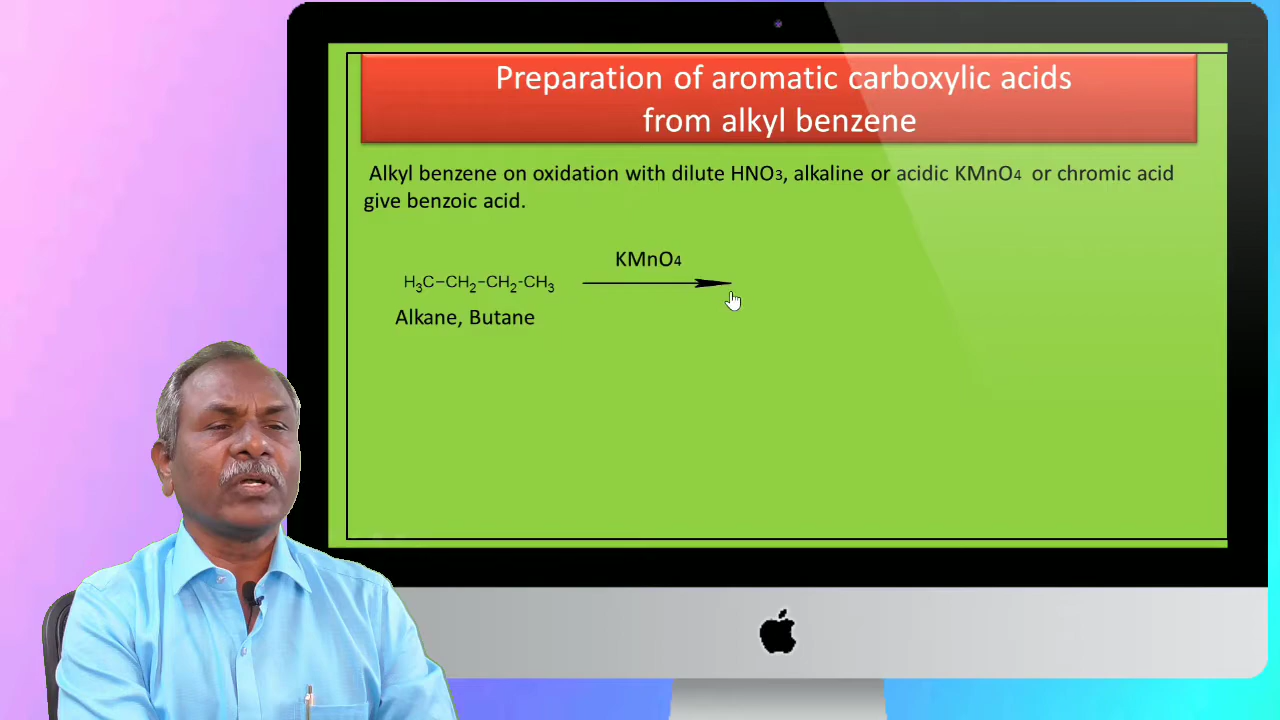 Preparation of aromatic carboxylic acids
from alkyl benzene
Alkyl benzene on oxidation with dilute HNO3, alkaline or acidic KMnO4 or chromic acid
give benzoic acid.
KMnO4
H3C-CH2-CH2-CH3
Alkane, Butane